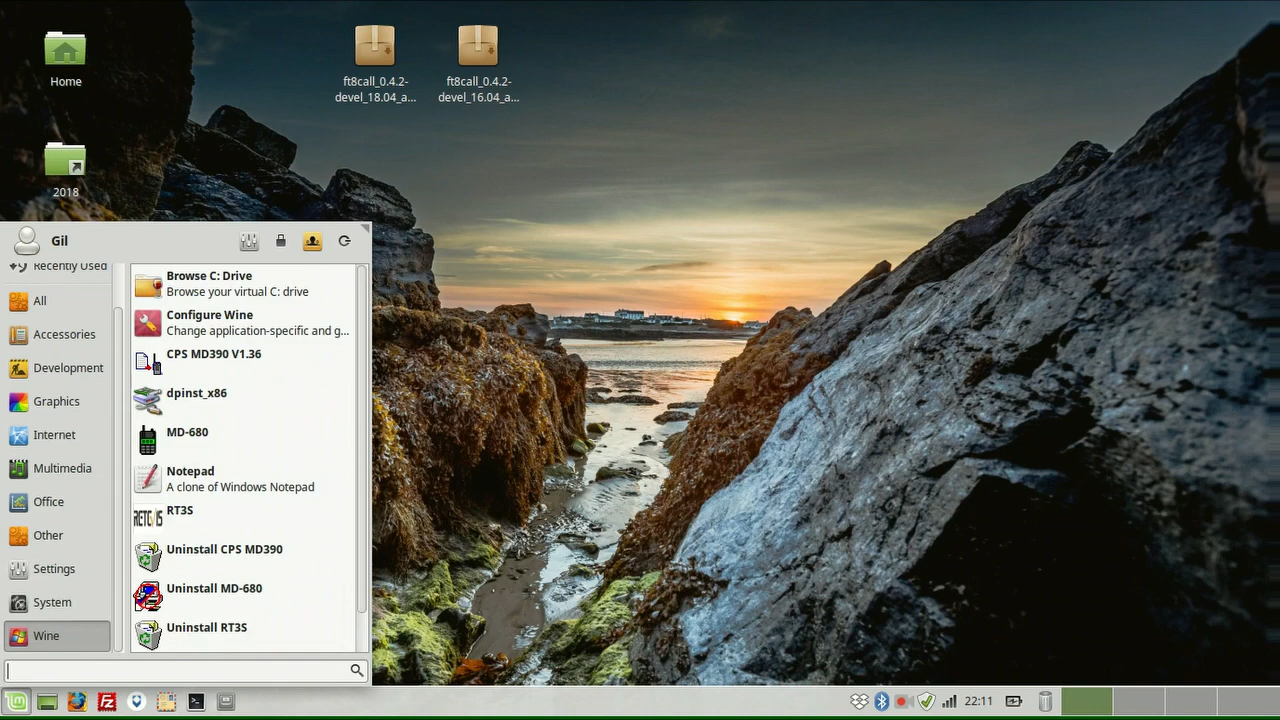 Home
ft8call_0.4.2-
devel_18.04_a...
ft8call_0.4.2-
devel_16.04_a...
2018
Gil
Recently Used
All
Accessories
Development
Graphics
Internet
Multimedia
Office
Other
Settings
System
Wine
Browse C: Drive
Browse your virtual C: drive
Configure Wine
Change application-specific and g...
CPS MD390 V1.36
dpinst_x86
MD-680
Notepad
A clone of Windows Notepad
RT3S
Uninstall CPS MD390
Uninstall MD-680
Uninstall RT3S
22:11